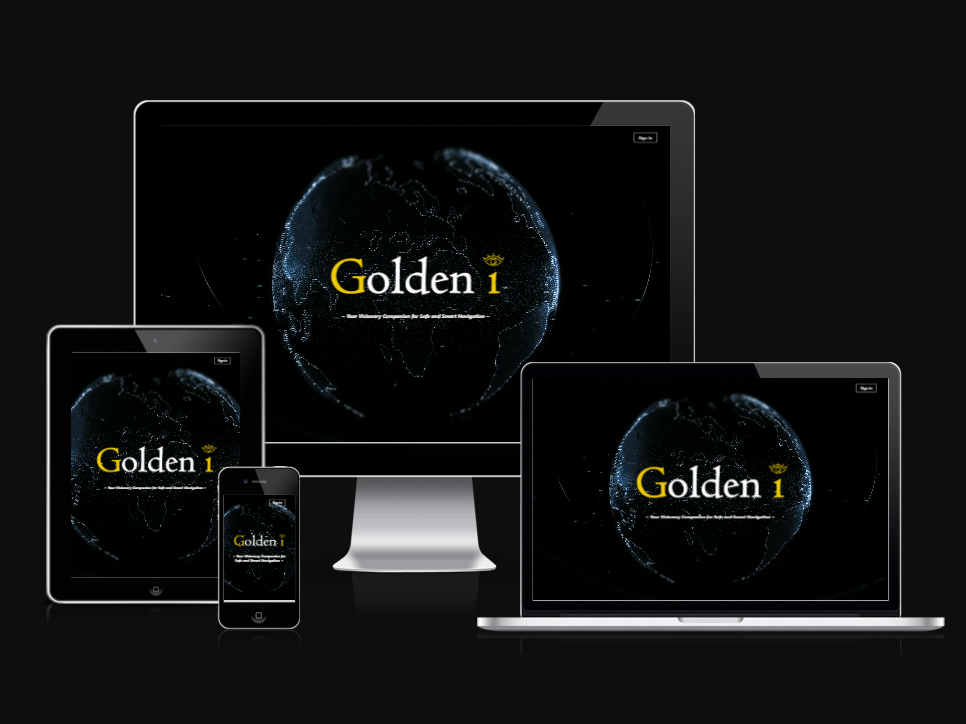 Sign in
Golden i
~ Your Visionary Companion for Safe and Smart Navigation ~
Sign in
Golden i
~ Your Visionary Companion for Safe and Smart Navigation ~
Sign in
Golden i
~ Your Visionary Companion for
Safe and Smart Navigation ~
Sign in
Golden i
~ Your Visionary Companion for Safe and Smart Navigation ~